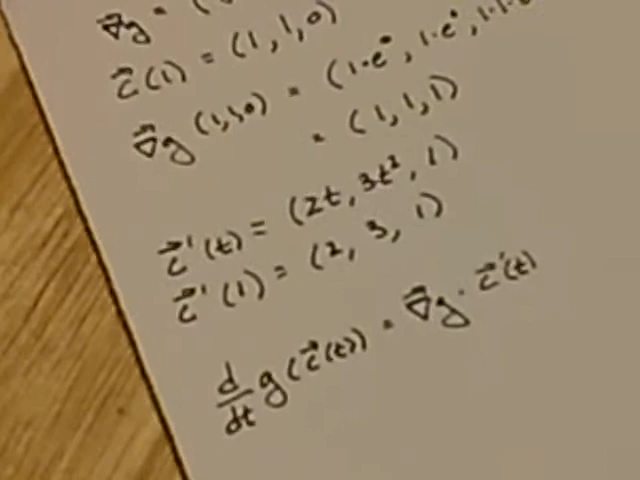 ∇⃗g = (
c⃗(1) = (1, 1, 0)
∇⃗g (1,1,0) = (1·e⁰, 1·e⁰, 1·1·e
= (1, 1, 1)
c⃗'(t) = (2t, 3t², 1)
c⃗'(1) = (2, 3, 1)
d/dt g(c⃗(t)) = ∇⃗g · c⃗'(t)